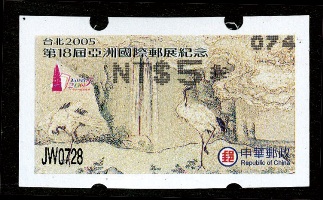 台北2005
第18屆亞洲國際郵展紀念
074
NT$5*
JW0728
郵
中華郵政
Republic of China